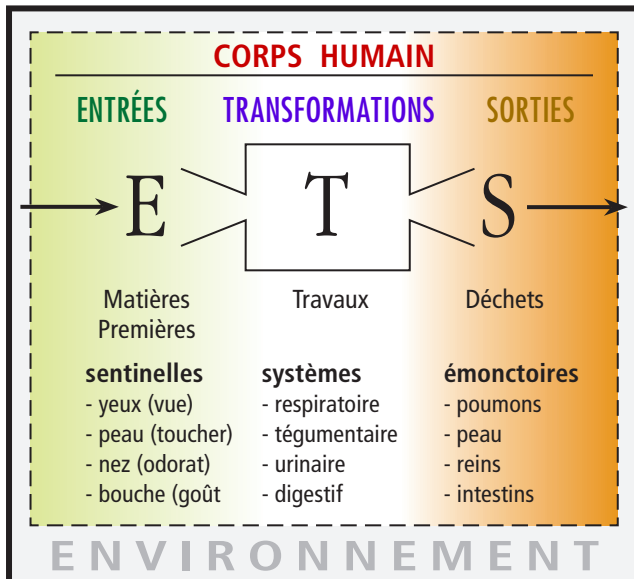 CORPS HUMAIN
ENTRÉES TRANSFORMATIONS SORTIES
E T S
Matières Premières
Travaux
Déchets
sentinelles
- yeux (vue)
- peau (toucher)
- nez (odorat)
- bouche (goût
systèmes
- respiratoire
- tégumentaire
- urinaire
- digestif
émonctoires
- poumons
- peau
- reins
- intestins
ENVIRONNEMENT